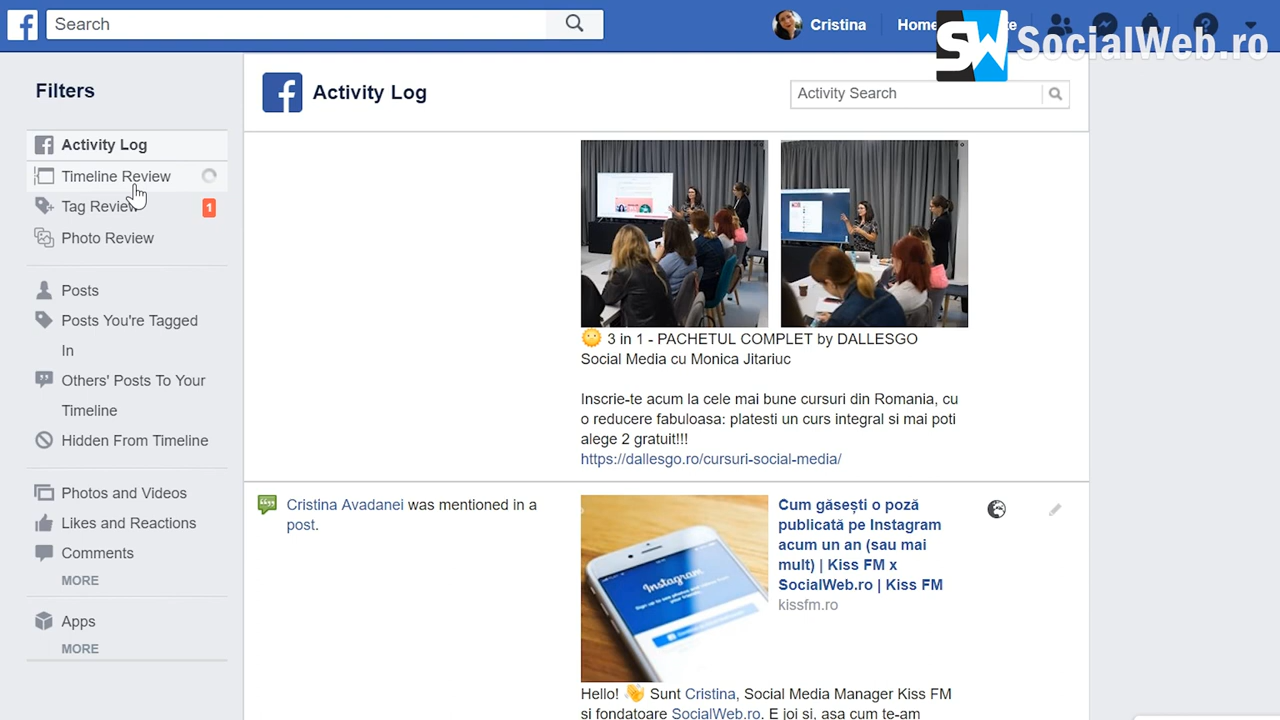 Search
Cristina
Home
SocialWeb.ro
Filters
Activity Log
Timeline Review
Tag Review
1
Photo Review
Posts
Posts You're Tagged
In
Others' Posts To Your
Timeline
Hidden From Timeline
Photos and Videos
Likes and Reactions
Comments
MORE
Apps
MORE
Activity Log
Activity Search
3 in 1 - PACHETUL COMPLET by DALLESGO
Social Media cu Monica Jitariuc
Inscrie-te acum la cele mai bune cursuri din Romania, cu
o reducere fabuloasa: platesti un curs integral si mai poti
alege 2 gratuit!!!
https://dallesgo.ro/cursuri-social-media/
Cristina Avadanei was mentioned in a
post.
Instagram
Cum găsești o poză
publicată pe Instagram
acum un an (sau mai
mult) | Kiss FM x
SocialWeb.ro | Kiss FM
kissfm.ro
Hello! Sunt Cristina, Social Media Manager Kiss FM
si fondatoare SocialWeb.ro. E joi si, asa cum te-am